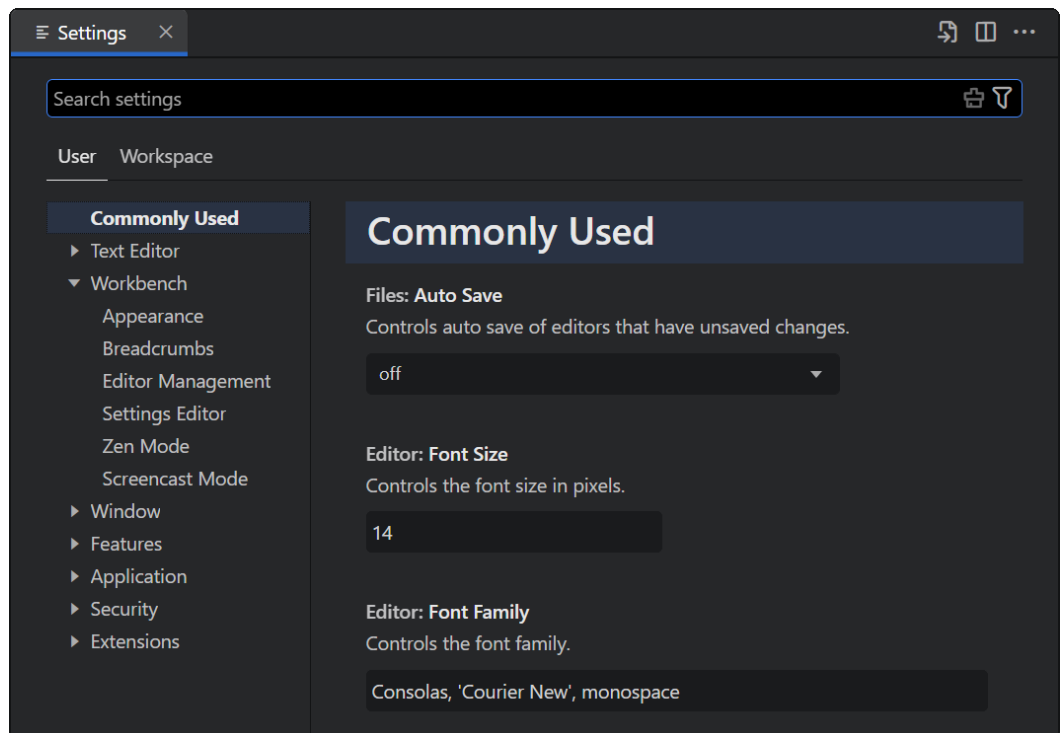 Settings
Search settings
User Workspace
Commonly Used
Text Editor
Workbench
Appearance
Breadcrumbs
Editor Management
Settings Editor
Zen Mode
Screencast Mode
Window
Features
Application
Security
Extensions
Commonly Used
Files: Auto Save
Controls auto save of editors that have unsaved changes.
off
Editor: Font Size
Controls the font size in pixels.
14
Editor: Font Family
Controls the font family.
Consolas, 'Courier New', monospace